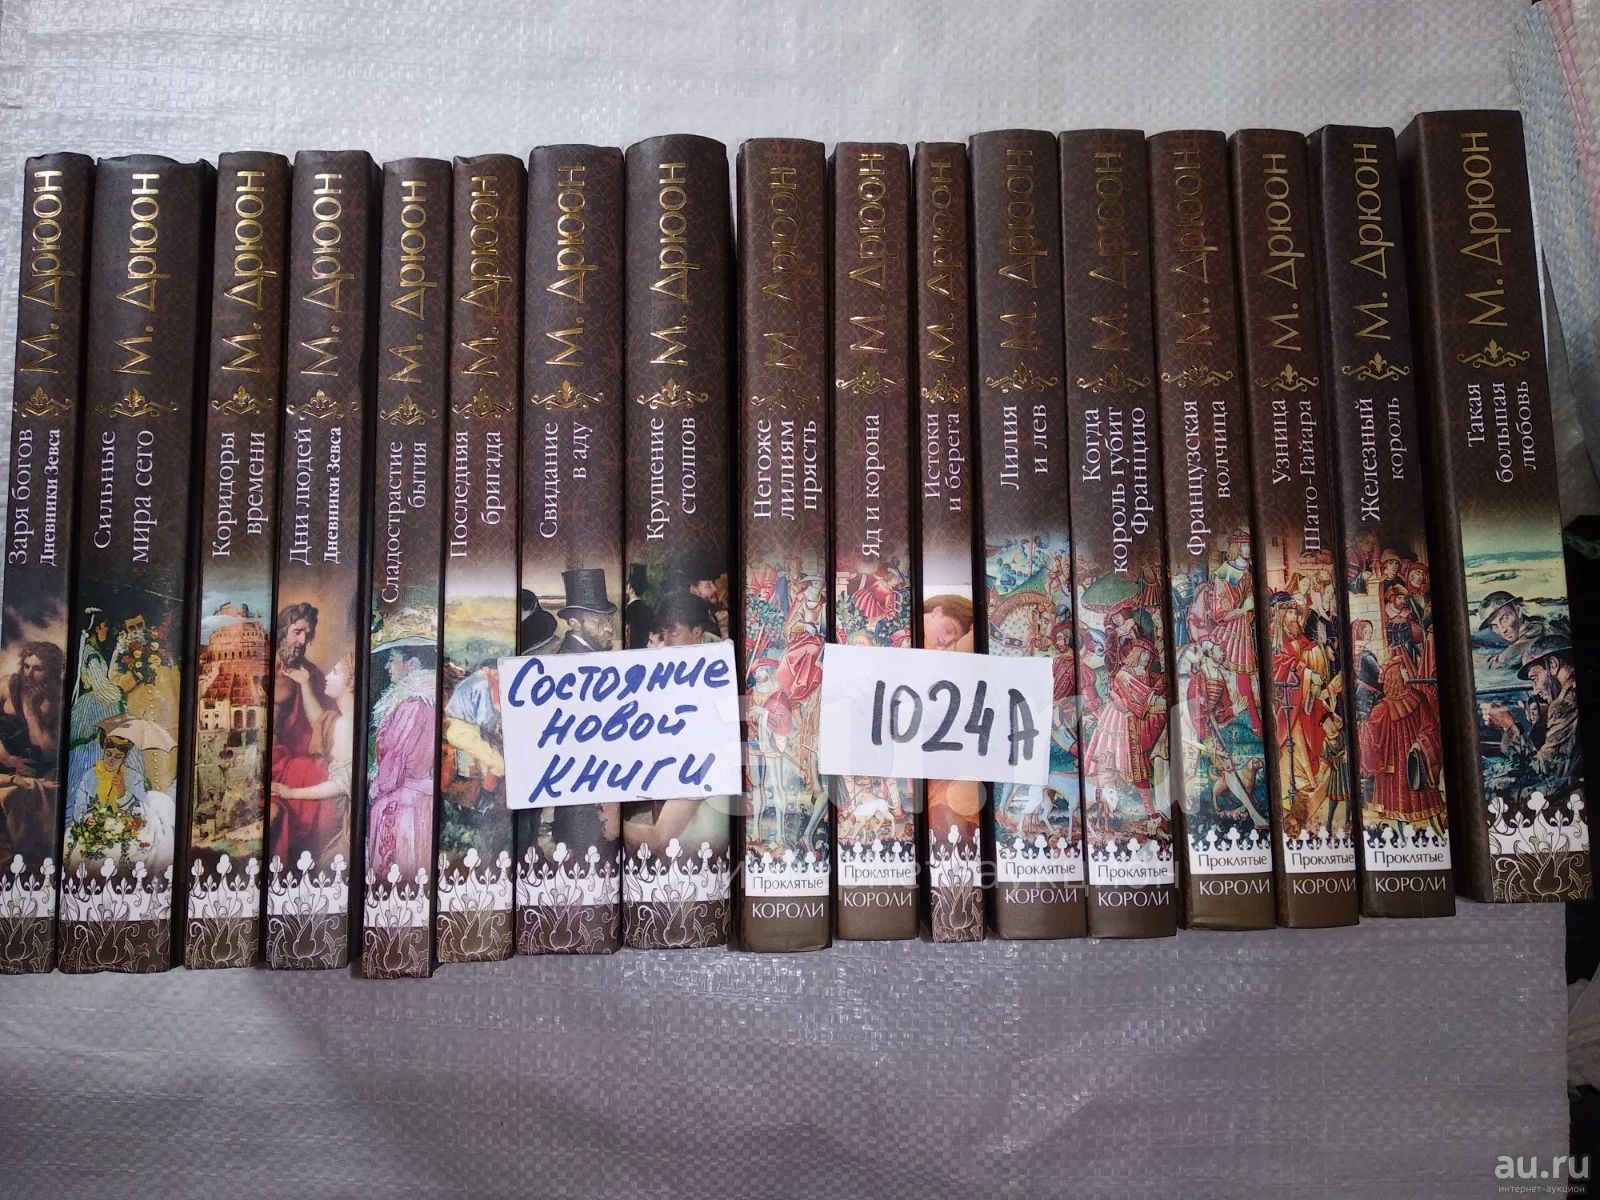 М. Дрюон
Заря богов
Дневники Зевса
М. Дрюон
Сильные
мира сего
М. Дрюон
Коридоры
времени
М. Дрюон
Дни людей
Дневники Зевса
М. Дрюон
Сладострастие
бытия
М. Дрюон
Последняя
бригада
М. Дрюон
Свидание
в аду
М. Дрюон
Крушение
столпов
М. Дрюон
Негоже
лилиям
прясть
Проклятые
КОРОЛИ
М. Дрюон
Яд и корона
Проклятые
КОРОЛИ
М. Дрюон
Истоки
и берега
М. Дрюон
Лилия
и лев
Проклятые
КОРОЛИ
М. Дрюон
Когда
король губит
Францию
Проклятые
КОРОЛИ
М. Дрюон
Французская
волчица
Проклятые
КОРОЛИ
М. Дрюон
Узница
Шато-Гайара
Проклятые
КОРОЛИ
М. Дрюон
Железный
король
Проклятые
КОРОЛИ
М. Дрюон
Такая
большая
любовь
Состояние
новой
книги.
1024А
au.ru
интернет-аукцион
au.ru
интернет-аукцион